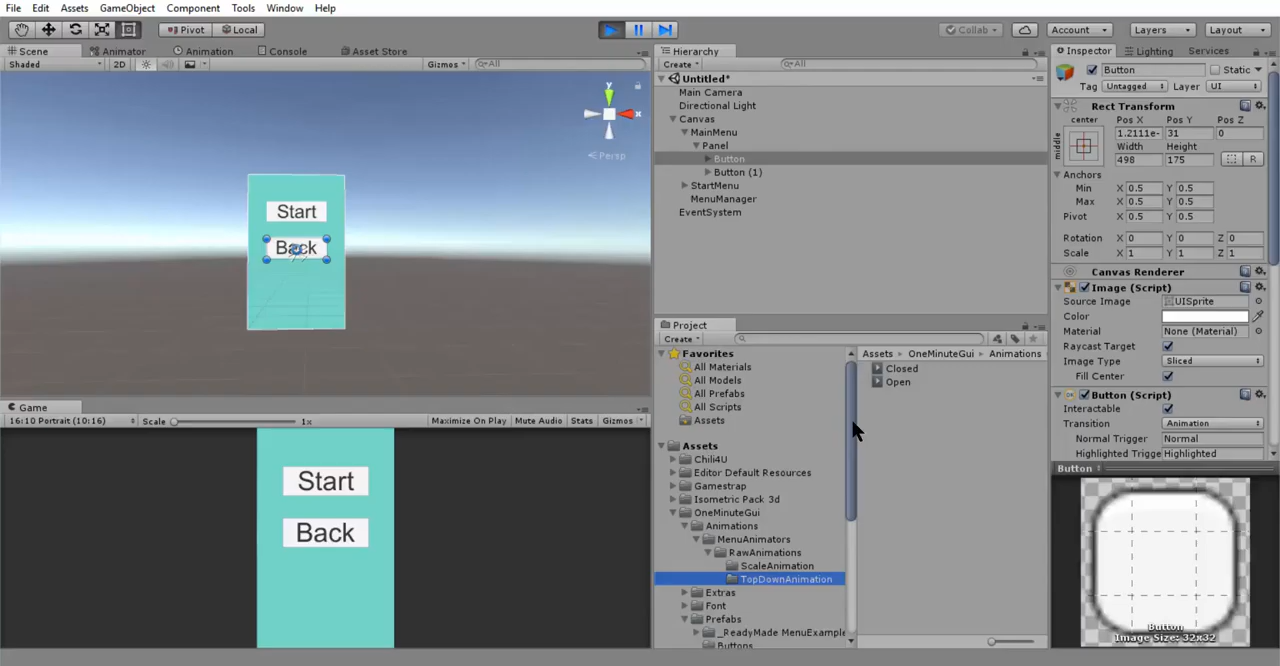 File Edit Assets GameObject Component Tools Window Help
Pivot Local Collab Account Layers Layout
Scene Animator Animation Console Asset Store
Shaded 2D Gizmos All
y
x
Persp
Start
Back
Game
16:10 Portrait (10:16) Scale 1x Maximize On Play Mute Audio Stats Gizmos
Start
Back
Hierarchy
Create All
Untitled*
Main Camera
Directional Light
Canvas
MainMenu
Panel
Button
Button (1)
StartMenu
MenuManager
EventSystem
Project
Create
Favorites
All Materials
All Models
All Prefabs
All Scripts
Assets
Assets
Chili4U
Editor Default Resources
Gamestrap
Isometric Pack 3d
OneMinuteGui
Animations
MenuAnimators
RawAnimations
ScaleAnimation
TopDownAnimation
Extras
Font
Prefabs
_ReadyMade MenuExample
Buttons
Assets OneMinuteGui Animations
Closed
Open
Inspector Lighting Services
Button Static
Tag Untagged Layer UI
Rect Transform
center Pos X Pos Y Pos Z
middle 1.2111e- 31 0
Width Height
498 175 R
Anchors
Min X 0.5 Y 0.5
Max X 0.5 Y 0.5
Pivot X 0.5 Y 0.5
Rotation X 0 Y 0 Z 0
Scale X 1 Y 1 Z 1
Canvas Renderer
Image (Script)
Source Image UISprite
Color
Material None (Material)
Raycast Target
Image Type Sliced
Fill Center
Button (Script)
Interactable
Transition Animation
Normal Trigger Normal
Highlighted Trigge Highlighted
Button
Button
Image Size: 32x32